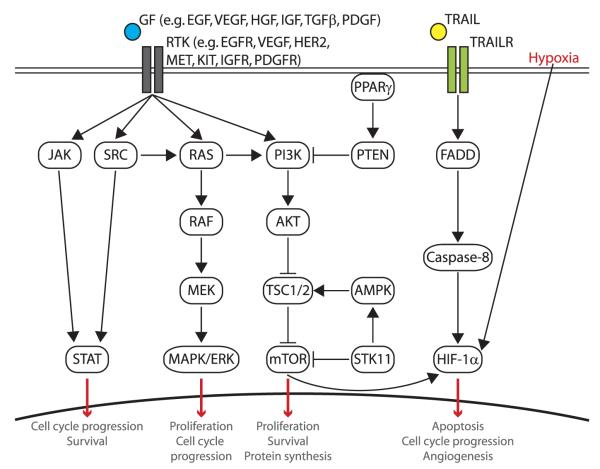 GF (e.g. EGF, VEGF, HGF, IGF, TGFβ, PDGF)
RTK (e.g. EGFR, VEGF, HER2,
MET, KIT, IGFR, PDGFR)
TRAIL
TRAILR
Hypoxia
PPARγ
JAK
SRC
RAS
PI3K
PTEN
FADD
RAF
AKT
Caspase-8
MEK
TSC1/2
AMPK
STAT
MAPK/ERK
mTOR
STK11
HIF-1α
Cell cycle progression
Survival
Proliferation
Cell cycle
progression
Proliferation
Survival
Protein synthesis
Apoptosis
Cell cycle progression
Angiogenesis